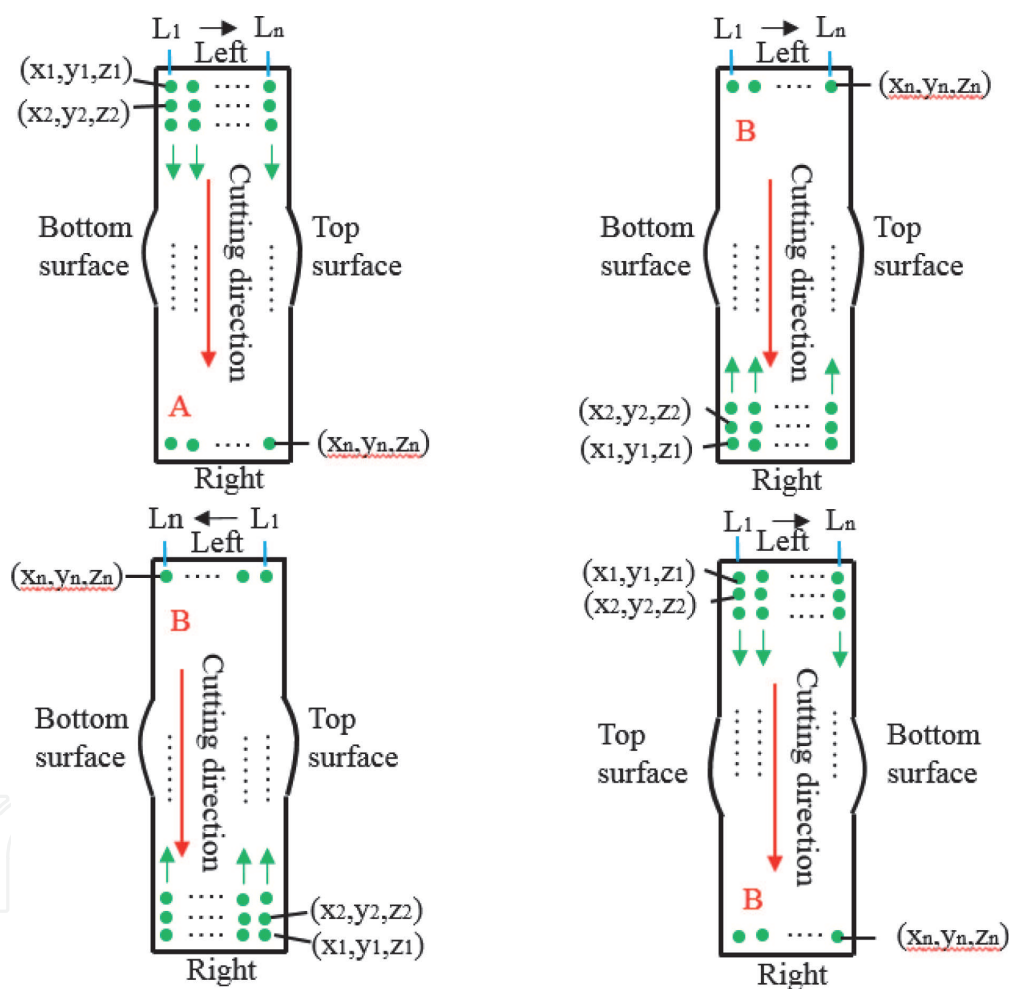 L1 → Ln
Left
(x1,y1,z1)
(x2,y2,z2)
....
....
....
Cutting direction
Bottom
surface
Top
surface
A
....
(xn,yn,zn)
Right
L1 → Ln
Left
....
(xn,yn,zn)
B
Cutting direction
Bottom
surface
Top
surface
(x2,y2,z2)
(x1,y1,z1)
....
....
....
Right
Ln ← L1
Left
(xn,yn,zn)
....
B
Cutting direction
Bottom
surface
Top
surface
....
....
....
(x2,y2,z2)
(x1,y1,z1)
Right
L1 → Ln
Left
(x1,y1,z1)
(x2,y2,z2)
....
....
....
Cutting direction
Top
surface
Bottom
surface
B
....
(xn,yn,zn)
Right